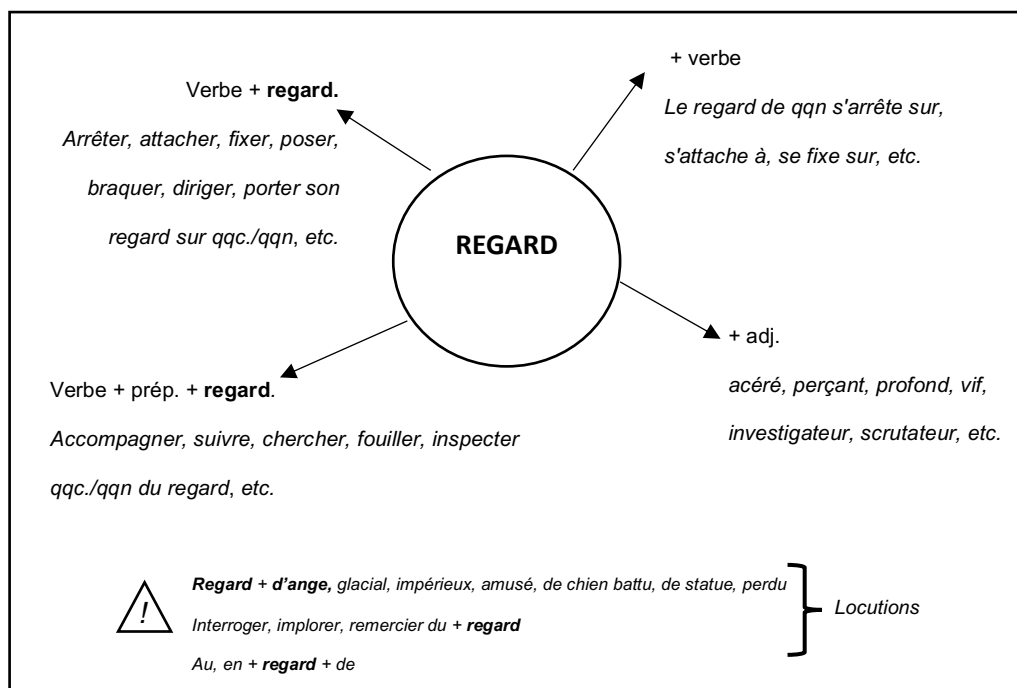 + verbe
Verbe + regard.
Le regard de qqn s'arrête sur,
Arrêter, attacher, fixer, poser,
s'attache à, se fixe sur, etc.
braquer, diriger, porter son
regard sur qqc./qqn, etc.
REGARD
+ adj.
Verbe + prép. + regard.
acéré, perçant, profond, vif,
Accompagner, suivre, chercher, fouiller, inspecter
investigateur, scrutateur, etc.
qqc./qqn du regard, etc.
Regard + d’ange, glacial, impérieux, amusé, de chien battu, de statue, perdu
! Interroger, implorer, remercier du + regard
Locutions
Au, en + regard + de